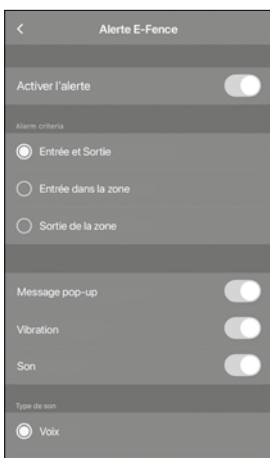 Alerte E-Fence
Activer l'alerte
Alarm criteria
Entrée et Sortie
Entrée dans la zone
Sortie de la zone
Message pop-up
Vibration
Son
Type de son
Voix